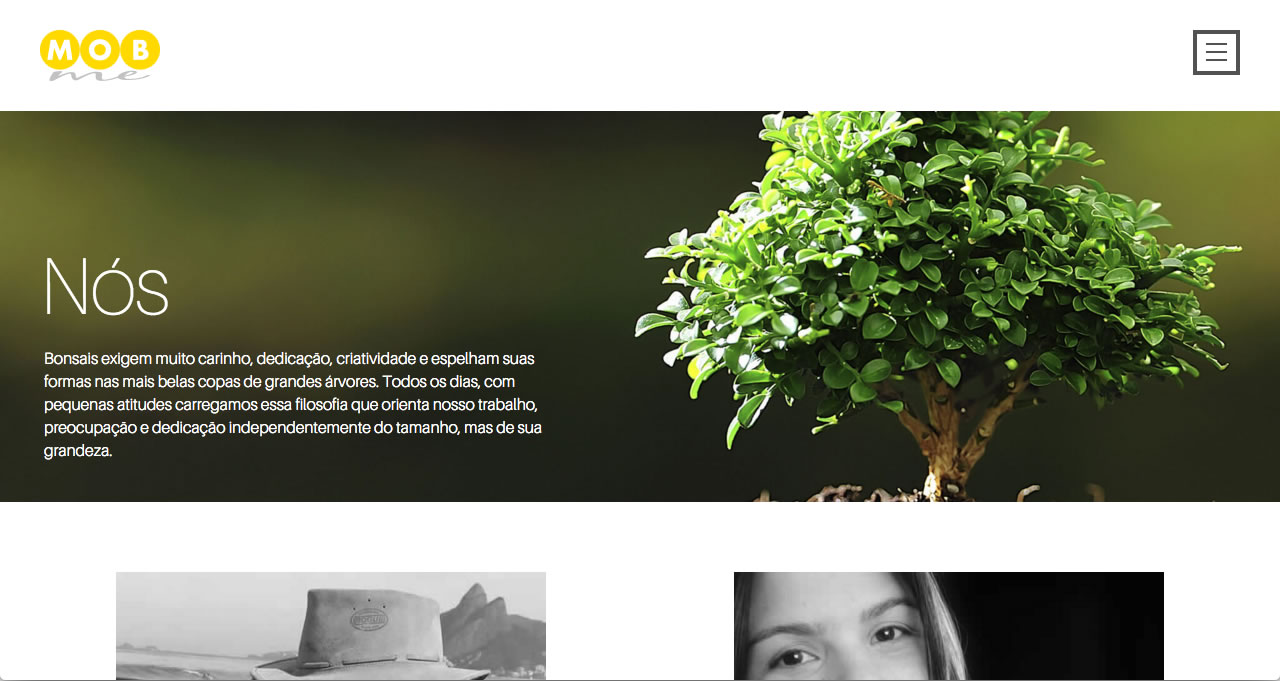 MOB
me
Nós
Bonsais exigem muito carinho, dedicação, criatividade e espelham suas
formas nas mais belas copas de grandes árvores. Todos os dias, com
pequenas atitudes carregamos essa filosofia que orienta nosso trabalho,
preocupação e dedicação independentemente do tamanho, mas de sua
grandeza.